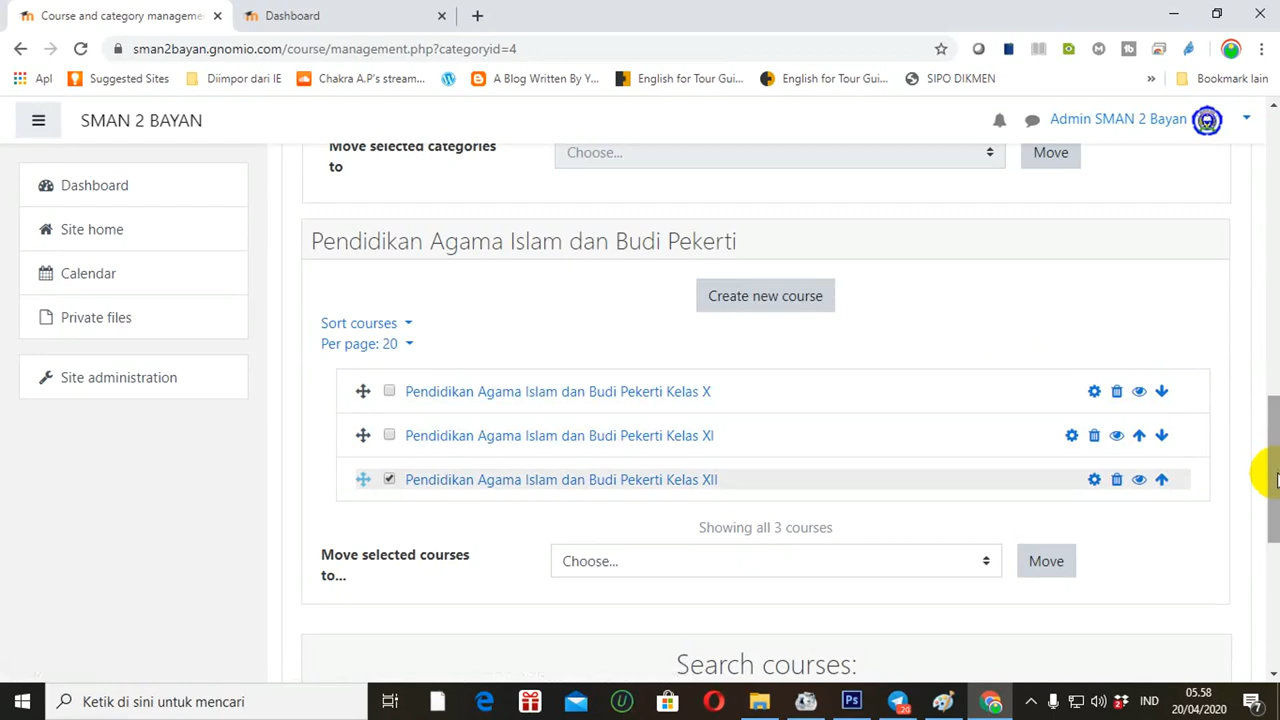 Course and category manageme
Dashboard
sman2bayan.gnomio.com/course/management.php?categoryid=4
Apl
Suggested Sites
Diimpor dari IE
Chakra A.P's stream...
A Blog Written By Y...
English for Tour Gui...
English for Tour Gui...
SIPO DIKMEN
»
Bookmark lain
SMAN 2 BAYAN
Admin SMAN 2 Bayan
Dashboard
Site home
Calendar
Private files
Site administration
Move selected categories
to
Choose...
Move
Pendidikan Agama Islam dan Budi Pekerti
Create new course
Sort courses
Per page: 20
Pendidikan Agama Islam dan Budi Pekerti Kelas X
Pendidikan Agama Islam dan Budi Pekerti Kelas XI
Pendidikan Agama Islam dan Budi Pekerti Kelas XII
Showing all 3 courses
Move selected courses
to...
Choose...
Move
Search courses:
Ketik di sini untuk mencari
Ps
20
IND
05.58
20/04/2020
7